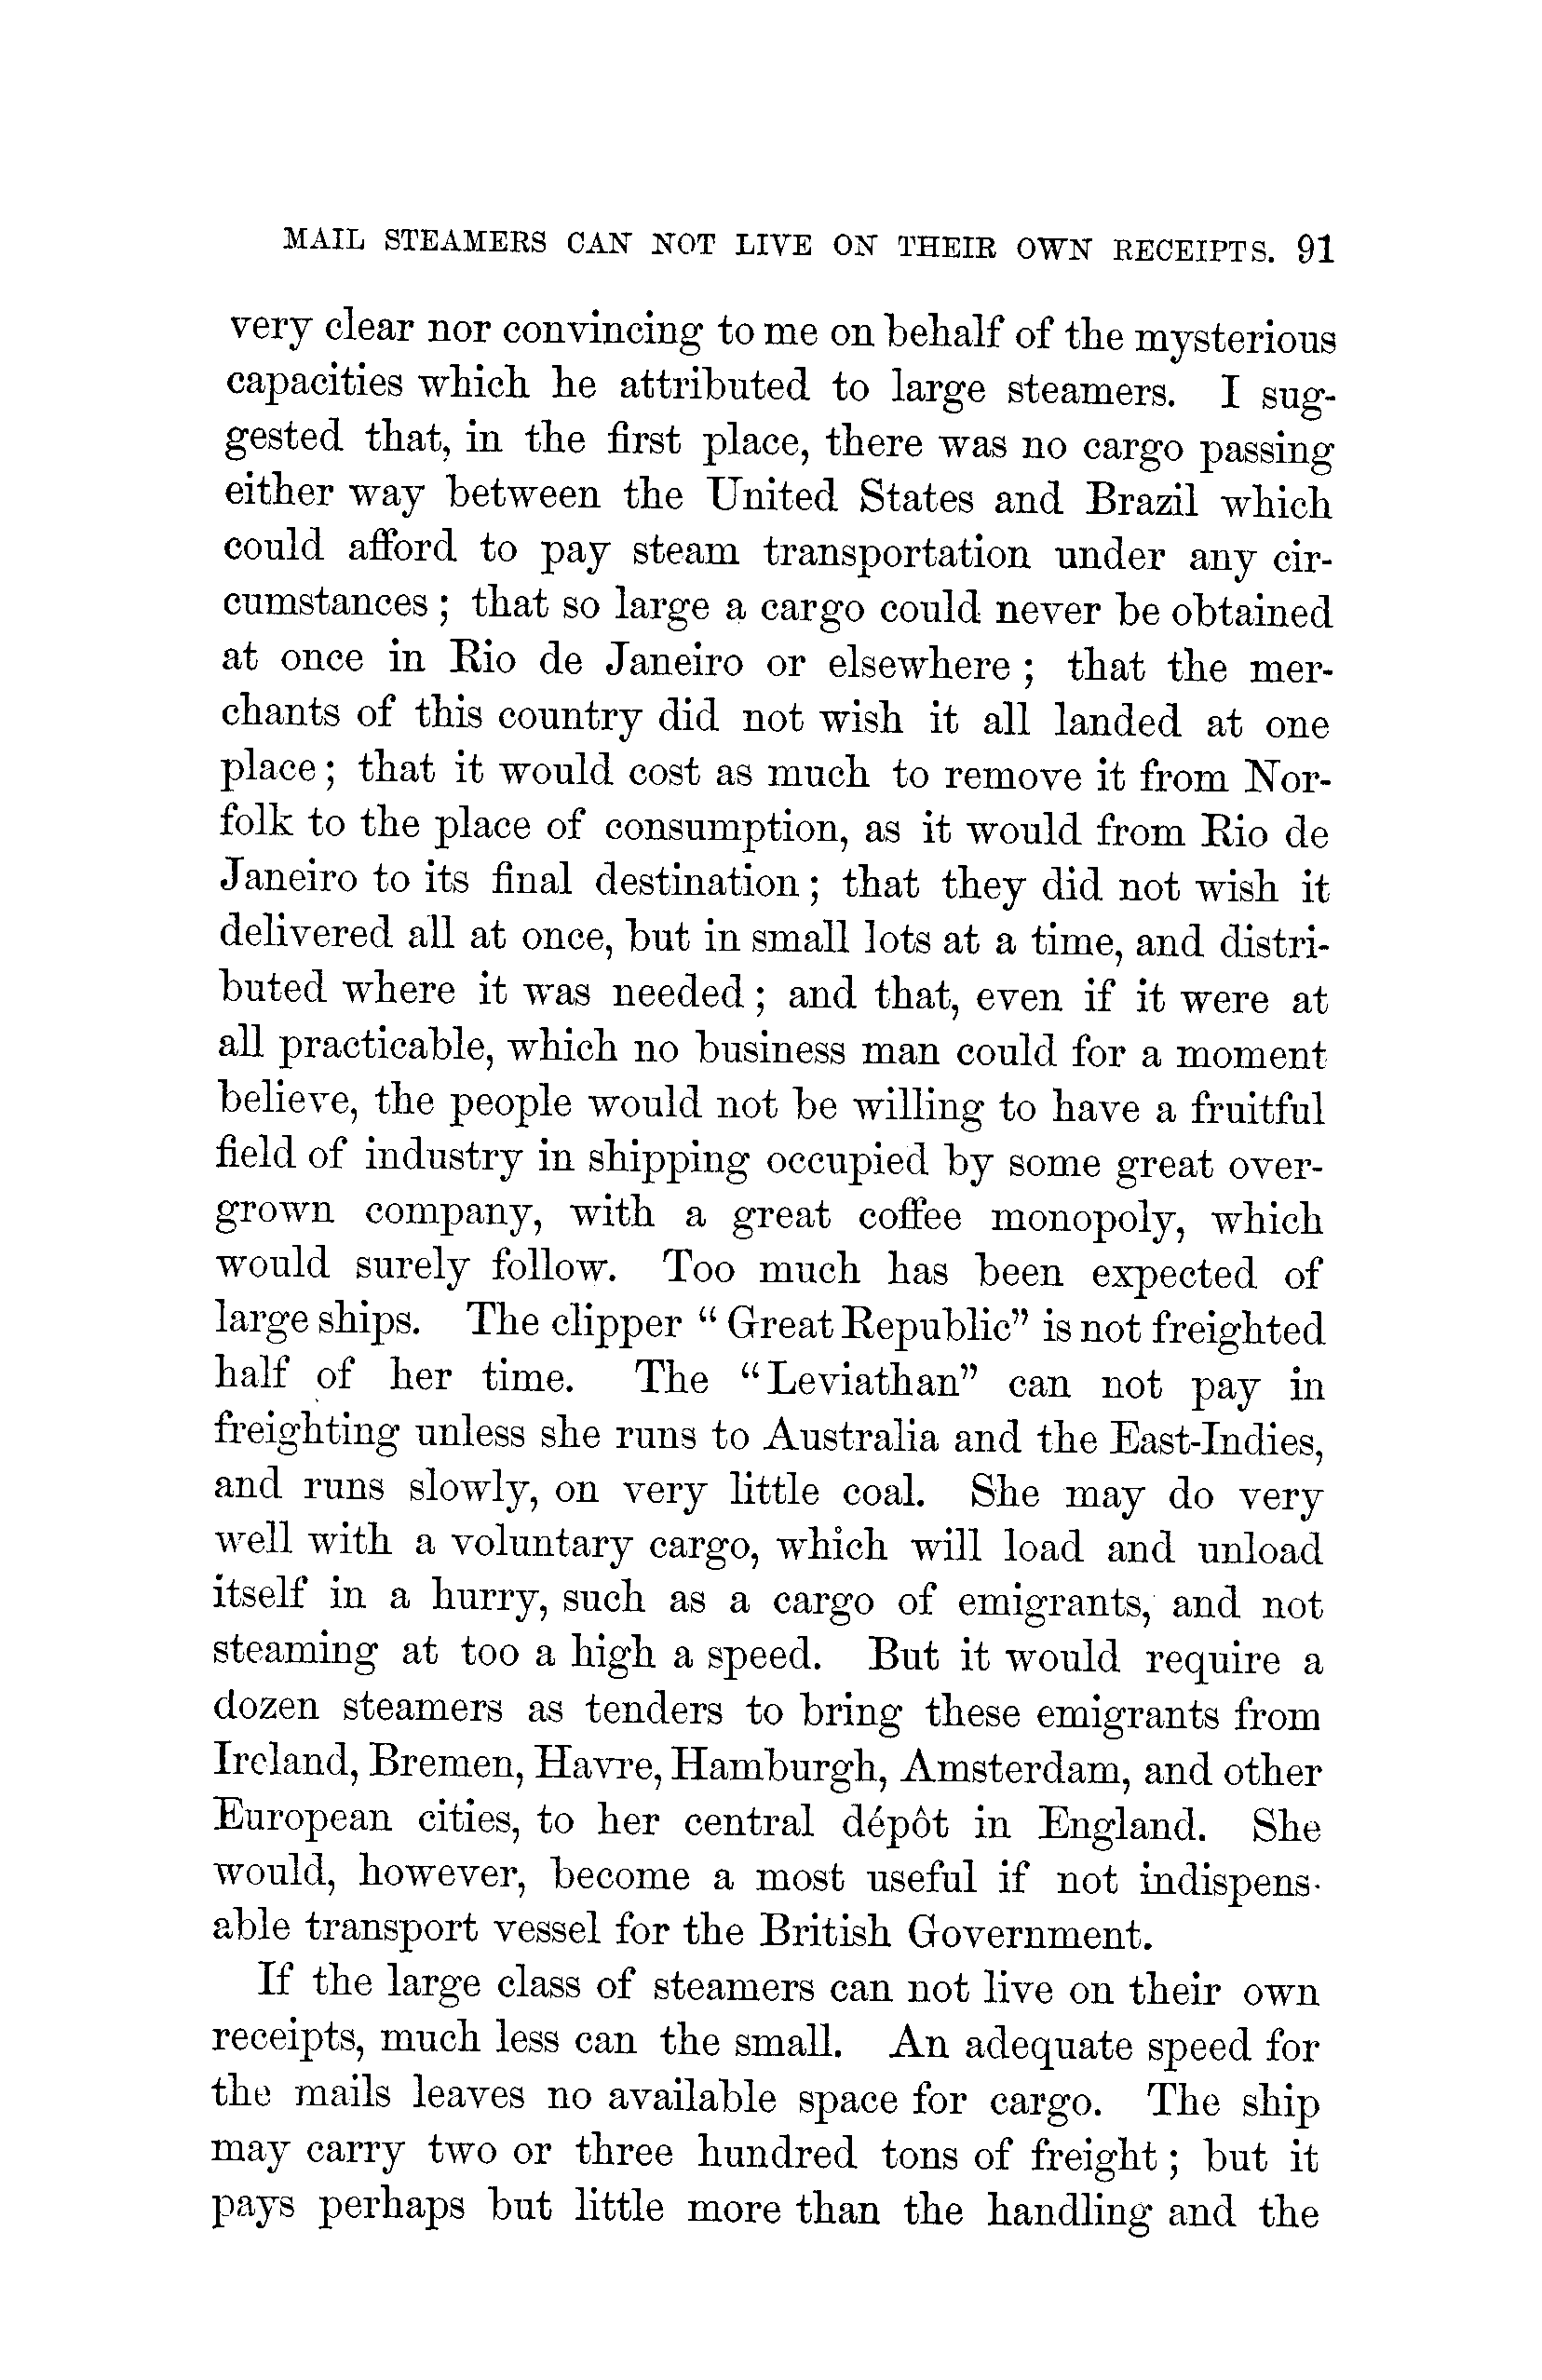 MAIL STEAMERS CAN NOT LIVE ON THEIR OWN RECEIPTS. 91
very clear nor convincing to me on behalf of the mysterious
capacities which he attributed to large steamers. I sug-
gested that, in the first place, there was no cargo passing
either way between the United States and Brazil which
could afford to pay steam transportation under any cir-
cumstances; that so large a cargo could never be obtained
at once in Rio de Janeiro or elsewhere; that the mer-
chants of this country did not wish it all landed at one
place; that it would cost as much to remove it from Nor-
folk to the place of consumption, as it would from Rio de
Janeiro to its final destination; that they did not wish it
delivered all at once, but in small lots at a time, and distri-
buted where it was needed; and that, even if it were at
all practicable, which no business man could for a moment
believe, the people would not be willing to have a fruitful
field of industry in shipping occupied by some great over-
grown company, with a great coffee monopoly, which
would surely follow. Too much has been expected of
large ships. The clipper "Great Republic" is not freighted
half of her time. The "Leviathan" can not pay in
freighting unless she runs to Australia and the East-Indies,
and runs slowly, on very little coal. She may do very
well with a voluntary cargo, which will load and unload
itself in a hurry, such as a cargo of emigrants, and not
steaming at too a high a speed. But it would require a
dozen steamers as tenders to bring these emigrants from
Ireland, Bremen, Havre, Hamburgh, Amsterdam, and other
European cities, to her central dépôt in England. She
would, however, become a most useful if not indispens-
able transport vessel for the British Government.
If the large class of steamers can not live on their own
receipts, much less can the small. An adequate speed for
the mails leaves no available space for cargo. The ship
may carry two or three hundred tons of freight; but it
pays perhaps but little more than the handling and the